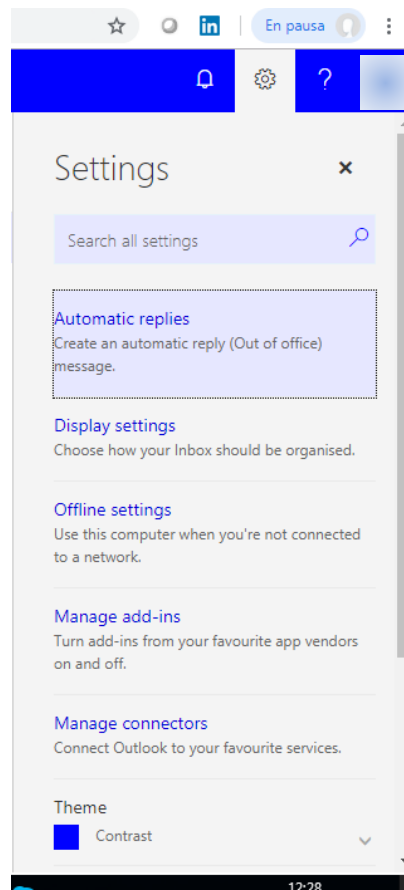 in
En pausa
?
Settings
Search all settings
Automatic replies
Create an automatic reply (Out of office)
message.
Display settings
Choose how your Inbox should be organised.
Offline settings
Use this computer when you're not connected
to a network.
Manage add-ins
Turn add-ins from your favourite app vendors
on and off.
Manage connectors
Connect Outlook to your favourite services.
Theme
Contrast
12:28